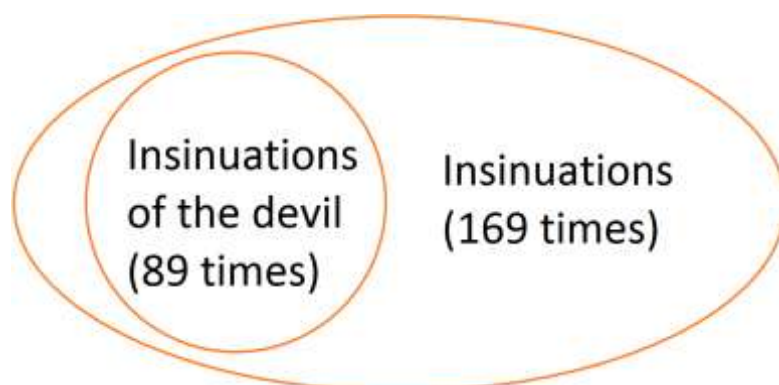 Insinuations
of the devil
(89 times)
Insinuations
(169 times)